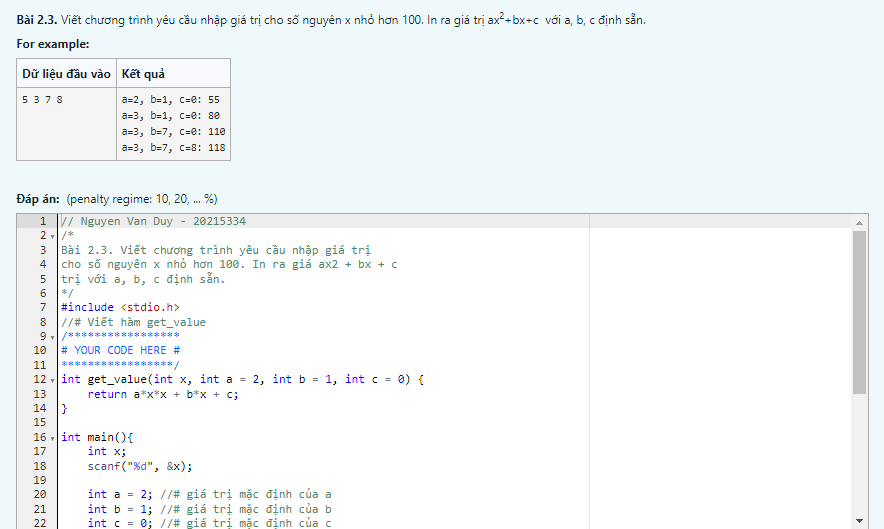 Bài 2.3. Viết chương trình yêu cầu nhập giá trị cho số nguyên x nhỏ hơn 100. In ra giá trị ax²+bx+c với a, b, c định sẵn.
For example:
Dữ liệu đầu vào Kết quả
5 3 7 8 a=2, b=1, c=0: 55
a=3, b=1, c=0: 80
a=3, b=7, c=0: 110
a=3, b=7, c=8: 118
Đáp án: (penalty regime: 10, 20, ... %)
1 // Nguyen Van Duy - 20215334
2 /*
3 Bài 2.3. Viết chương trình yêu cầu nhập giá trị
4 cho số nguyên x nhỏ hơn 100. In ra giá ax2 + bx + c
5 trị với a, b, c định sẵn.
6 */
7 #include <stdio.h>
8 //# Viết hàm get_value
9 /*****************
10 # YOUR CODE HERE #
11 *****************/
12 int get_value(int x, int a = 2, int b = 1, int c = 0) {
13     return a*x*x + b*x + c;
14 }
15
16 int main(){
17     int x;
18     scanf("%d", &x);
19
20     int a = 2; //# giá trị mặc định của a
21     int b = 1; //# giá trị mặc định của b
22     int c = 0; //# giá trị mặc định của c